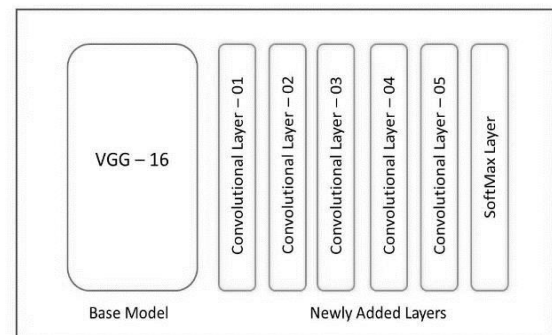 VGG – 16
Convolutional Layer – 01
Convolutional Layer – 02
Convolutional Layer – 03
Convolutional Layer – 04
Convolutional Layer – 05
SoftMax Layer
Base Model
Newly Added Layers